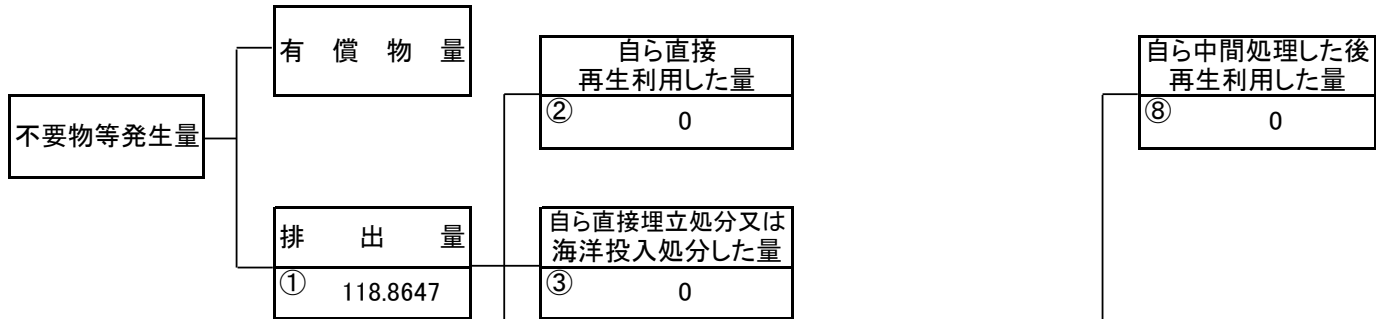 有償物量
自ら直接
再生利用した量
② 0
自ら中間処理した後
再生利用した量
⑧ 0
不要物等発生量
排出量
① 118.8647
自ら直接埋立処分又は
海洋投入処分した量
③ 0